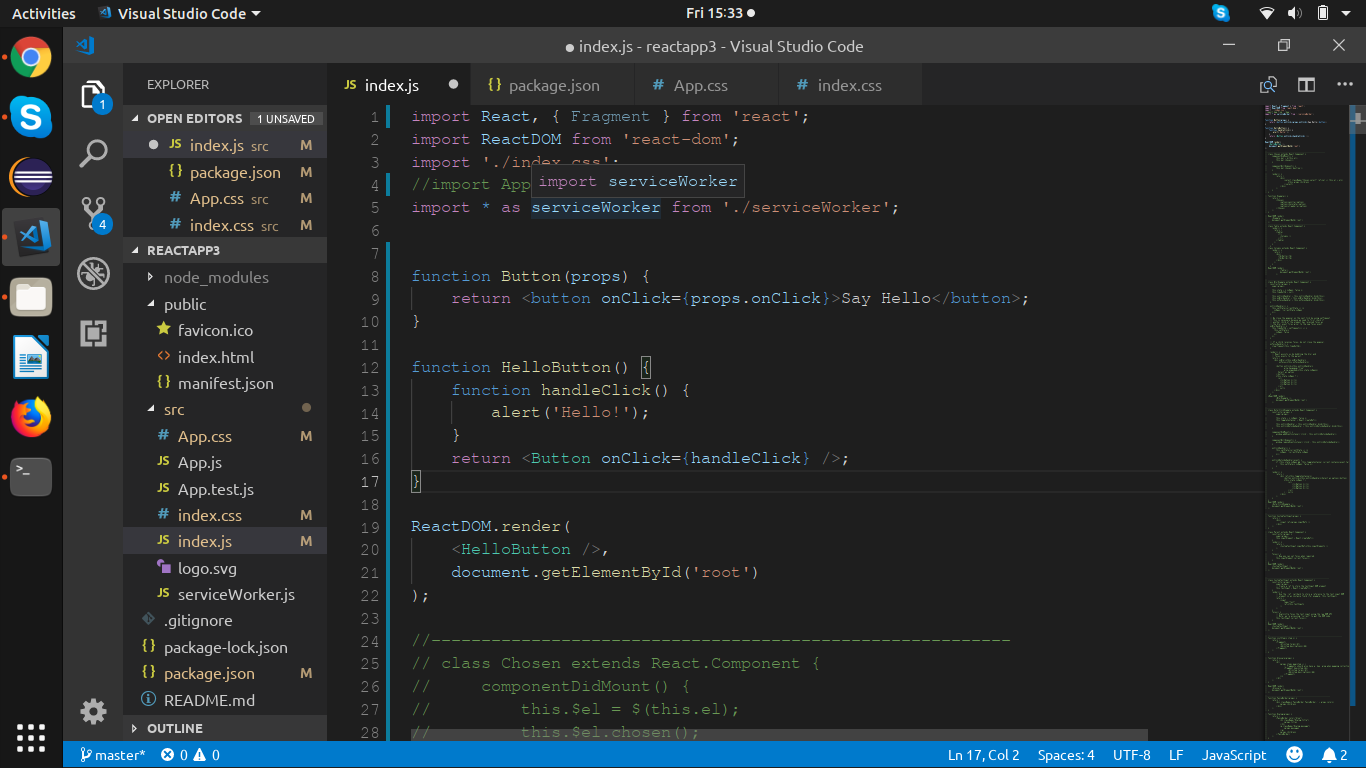 Activities Visual Studio Code Fri 15:33
index.js - reactapp3 - Visual Studio Code
EXPLORER
OPEN EDITORS 1 UNSAVED
JS index.js src M
{} package.json M
# App.css src M
# index.css src M
REACTAPP3
node_modules
public
favicon.ico
<> index.html
{} manifest.json
src
# App.css M
JS App.js
JS App.test.js
# index.css M
JS index.js M
logo.svg
JS serviceWorker.js
.gitignore
{} package-lock.json
{} package.json M
README.md
OUTLINE
1
4
JS index.js {} package.json # App.css # index.css
1 import React, { Fragment } from 'react';
2 import ReactDOM from 'react-dom';
3 import './index.css';
4 //import App
import serviceWorker
5 import * as serviceWorker from './serviceWorker';
6
7
8 function Button(props) {
9 return <button onClick={props.onClick}>Say Hello</button>;
10 }
11
12 function HelloButton() {
13 function handleClick() {
14 alert('Hello!');
15 }
16 return <Button onClick={handleClick} />;
17 }
18
19 ReactDOM.render(
20 <HelloButton />,
21 document.getElementById('root')
22 );
23
24 //----------------------------------------------------------
25 // class Chosen extends React.Component {
26 // componentDidMount() {
27 // this.$el = $(this.el);
28 // this.$el.chosen();
master* 0 0 Ln 17, Col 2 Spaces: 4 UTF-8 LF JavaScript 2